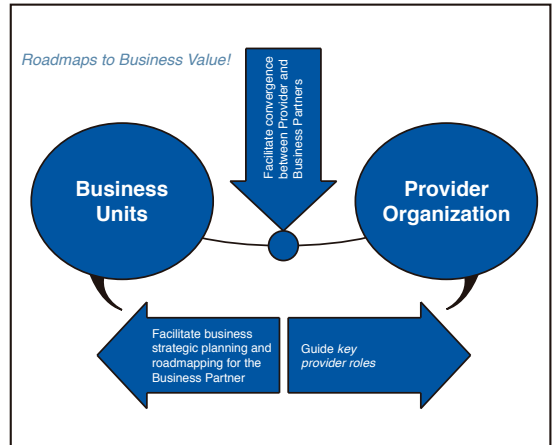 Roadmaps to Business Value!
Facilitate convergence
between Provider and
Business Partners
Business
Units
Provider
Organization
Facilitate business
strategic planning and
roadmapping for the
Business Partner
Guide key
provider roles